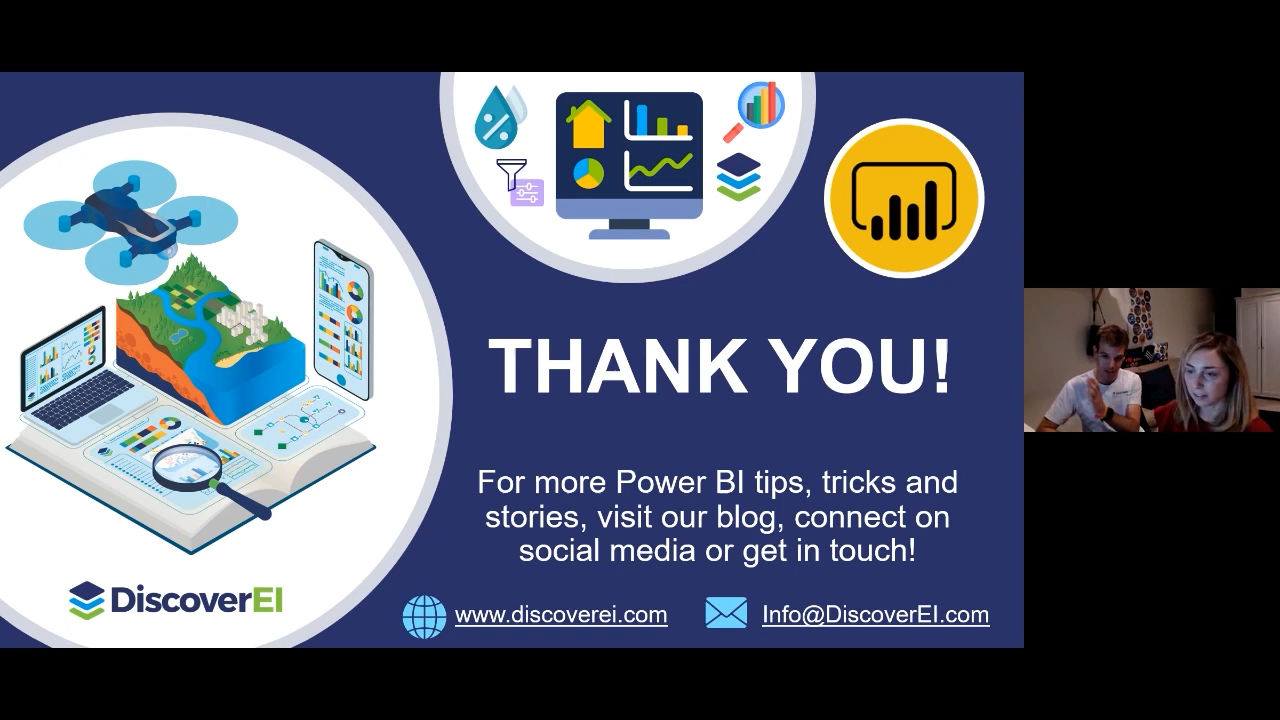 THANK YOU!
For more Power BI tips, tricks and
stories, visit our blog, connect on
social media or get in touch!
DiscoverEI
www.discoverei.com
Info@DiscoverEI.com